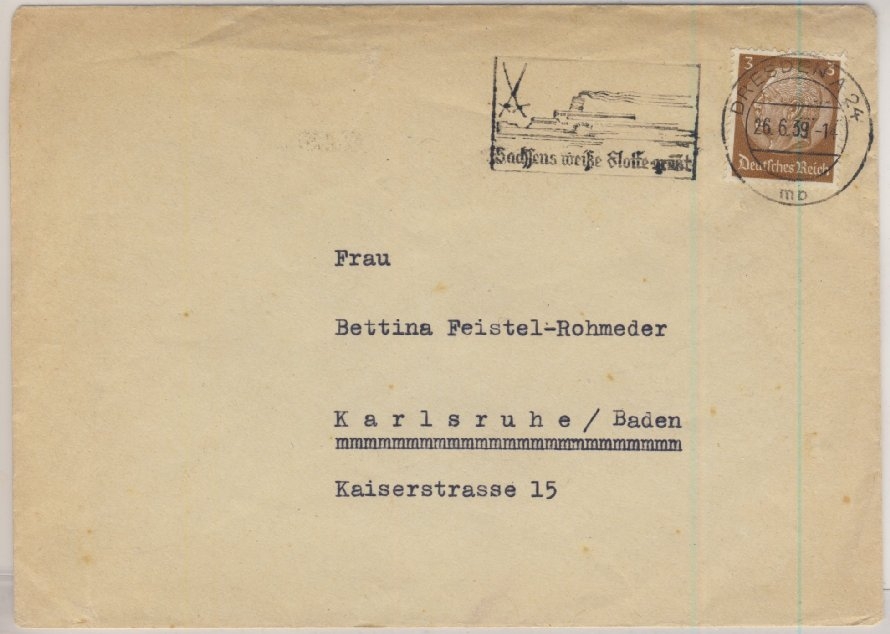 Sachsens weiße Flotte grüßt
3 3
Deutsches Reich
DRESDEN A 24
26.6.39.-14
mb
Frau
Bettina Feistel-Rohmeder
Karlsruhe / Baden
mmmmmmmmmmmmmmmmmmmmmmmmm
Kaiserstrasse 15